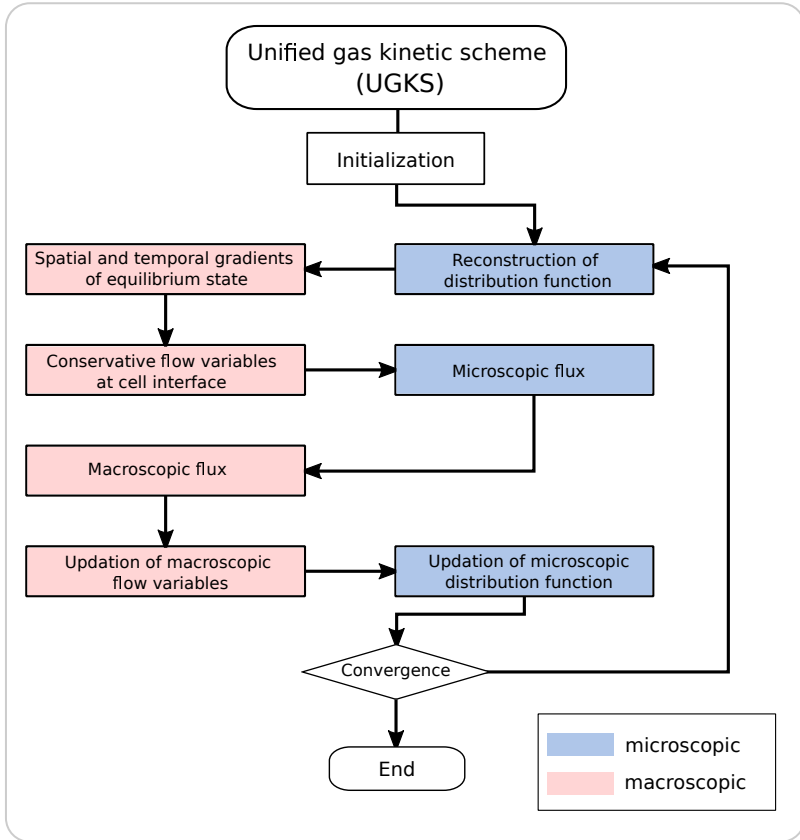 Unified gas kinetic scheme
(UGKS)
Initialization
Spatial and temporal gradients
of equilibrium state
Reconstruction of
distribution function
Conservative flow variables
at cell interface
Microscopic flux
Macroscopic flux
Updation of macroscopic
flow variables
Updation of microscopic
distribution function
Convergence
End
microscopic
macroscopic